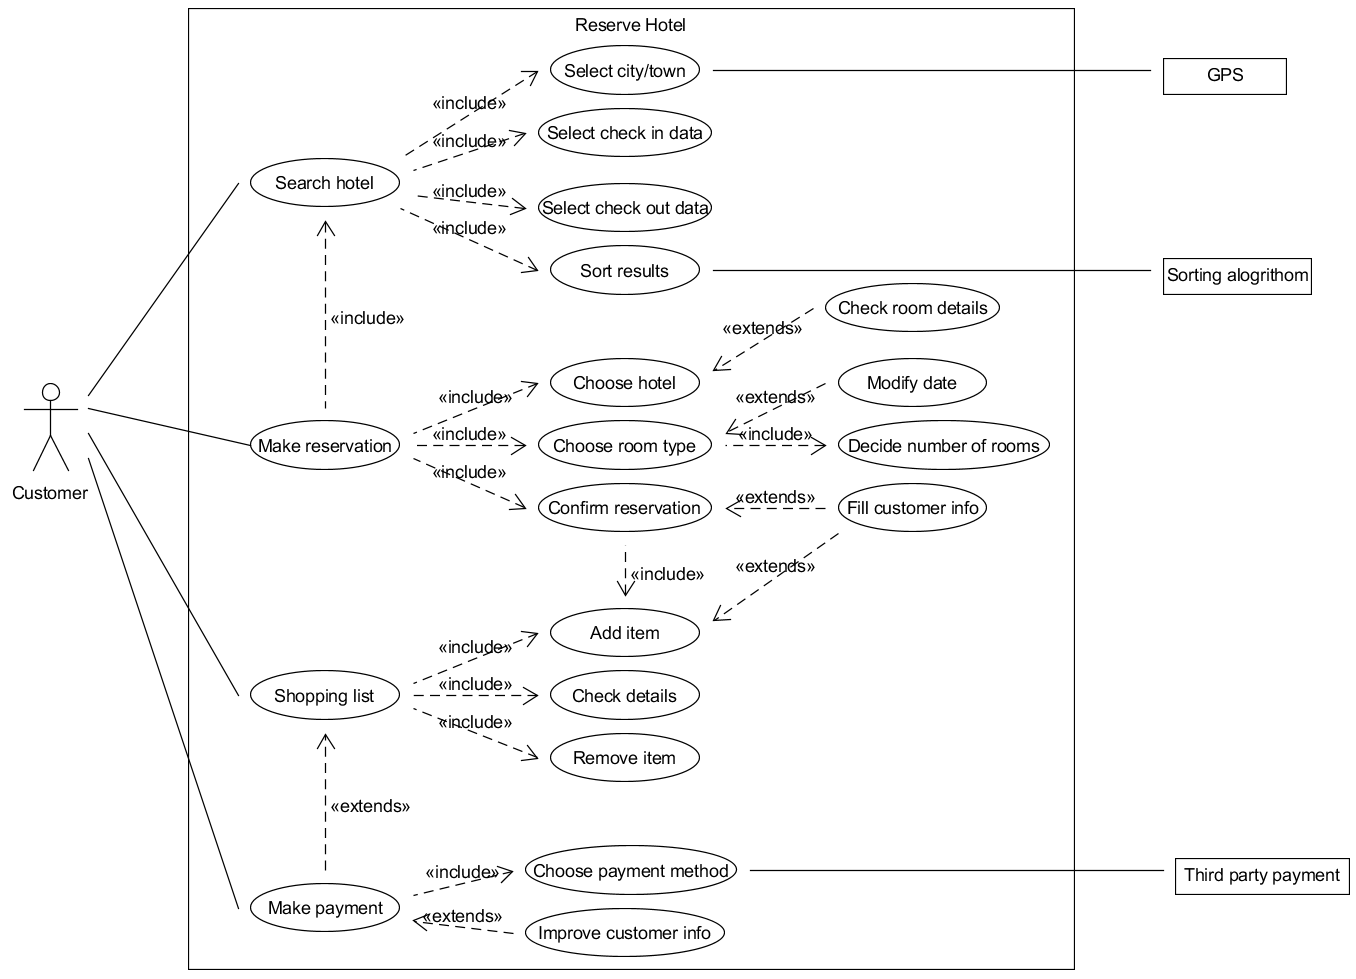 Reserve Hotel
Select city/town
GPS
«include»
Select check in data
«include»
Search hotel
«include»
Select check out data
«include»
Sort results
Sorting alogrithom
Check room details
«include»
«extends»
Choose hotel
Modify date
«include»
«extends»
Customer
Make reservation
«include»
Choose room type
«include»
Decide number of rooms
«include»
Confirm reservation
«extends»
Fill customer info
«include»
«extends»
Add item
«include»
Shopping list
«include»
Check details
«include»
Remove item
«extends»
«include»
Choose payment method
Third party payment
Make payment
«extends»
Improve customer info